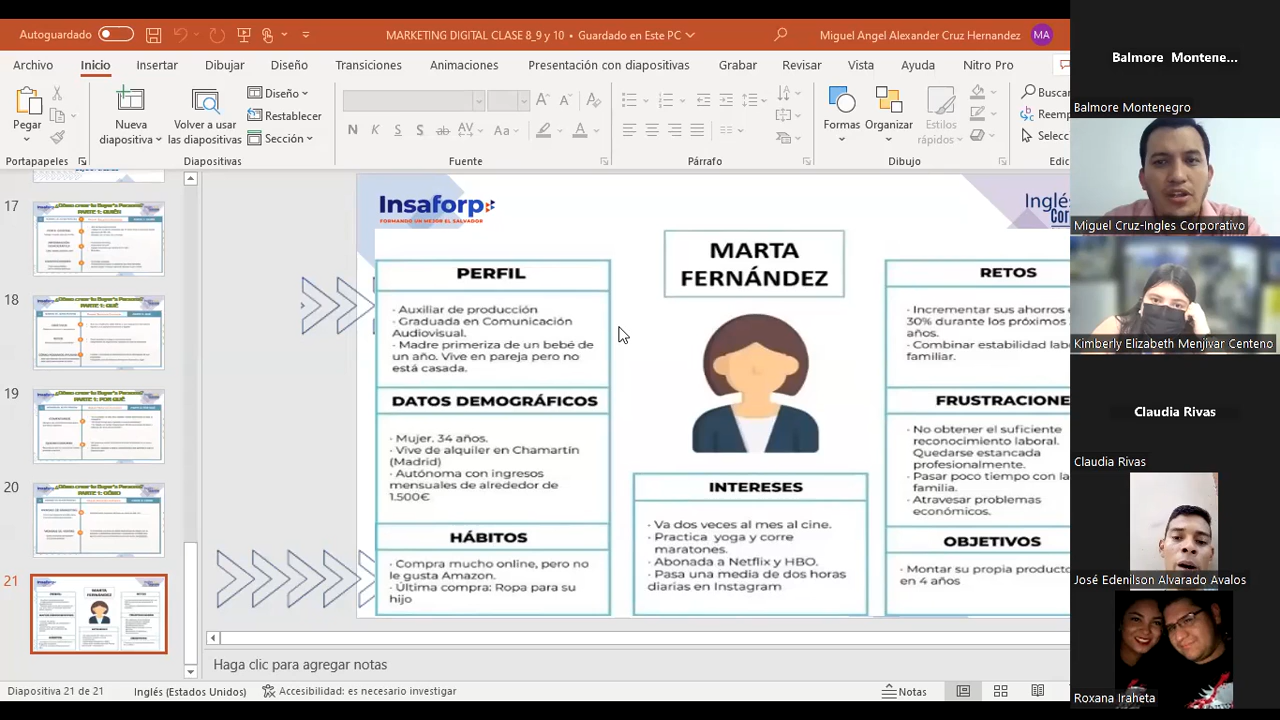 Autoguardado
MARKETING DIGITAL CLASE 8_9 y 10 • Guardado en Este PC
Miguel Angel Alexander Cruz Hernandez
MA
Archivo Inicio Insertar Dibujar Diseño Transiciones Animaciones Presentación con diapositivas Grabar Revisar Vista Ayuda Nitro Pro
Pegar
Nueva diapositiva
Volver a usar las diapositivas
Diseño
Restablecer
Sección
N K S S ab AV Aa A
Formas
Organizar
Estilos rápidos
Buscar
Reemp
Selecc
Portapapeles
Diapositivas
Fuente
Párrafo
Dibujo
Edic
17
18
19
20
21
Insaforp
FORMANDO UN MEJOR EL SALVADOR
Inglés
Cor
MARTA
FERNÁNDEZ
PERFIL
· Auxiliar de producción
· Graduada en Comunicación
Audiovisual.
· Madre primeriza de un bebé de
un año. Vive en pareja pero no
está casada.
DATOS DEMOGRÁFICOS
· Mujer. 34 años.
· Vive de alquiler en Chamartín
(Madrid)
· Autónoma con ingresos
mensuales de alrededor de
1.500€
HÁBITOS
· Compra mucho online, pero no
le gusta Amazon.
· Última compra: Ropa para su
hijo
INTERESES
· Va dos veces al mes al cine.
· Practica yoga y corre
maratones.
· Abonada a Netflix y HBO.
· Pasa una media de dos horas
diarias en Instagram
RETOS
· Incrementar sus ahorros
30% durante los próximos
años.
· Combinar estabilidad lab
familiar.
FRUSTRACIONE
· No obtener el suficiente
reconocimiento laboral.
· Quedarse estancada
profesionalmente.
· Pasar poco tiempo con la
familia.
· Atravesar problemas
económicos.
OBJETIVOS
· Montar su propia product
en 4 años
Haga clic para agregar notas
Diapositiva 21 de 21
Inglés (Estados Unidos)
Accesibilidad: es necesario investigar
Notas
Balmore Montene...
Balmore Montenegro
Miguel Cruz-Ingles Corporativo
Kimberly Elizabeth Menjivar Centeno
Claudia Rivas
Claudia Rivas
José Edenilson Alvarado Avalos
Roxana Iraheta